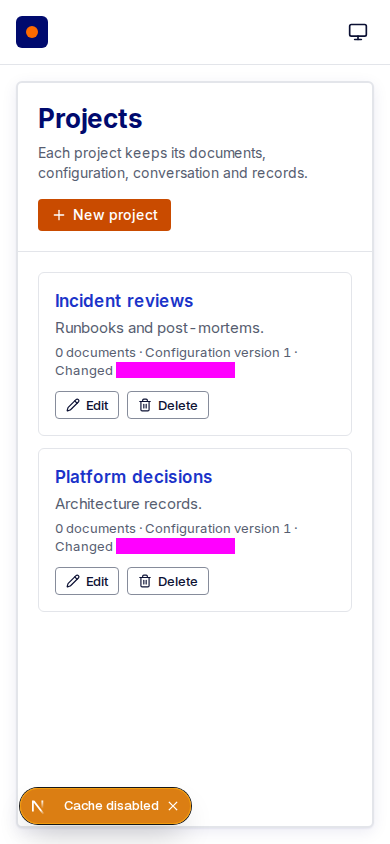 Projects
Each project keeps its documents,
configuration, conversation and records.
New project
Incident reviews
Runbooks and post-mortems.
0 documents · Configuration version 1 ·
Changed
Edit
Delete
Platform decisions
Architecture records.
0 documents · Configuration version 1 ·
Changed
Edit
Delete
N
Cache disabled